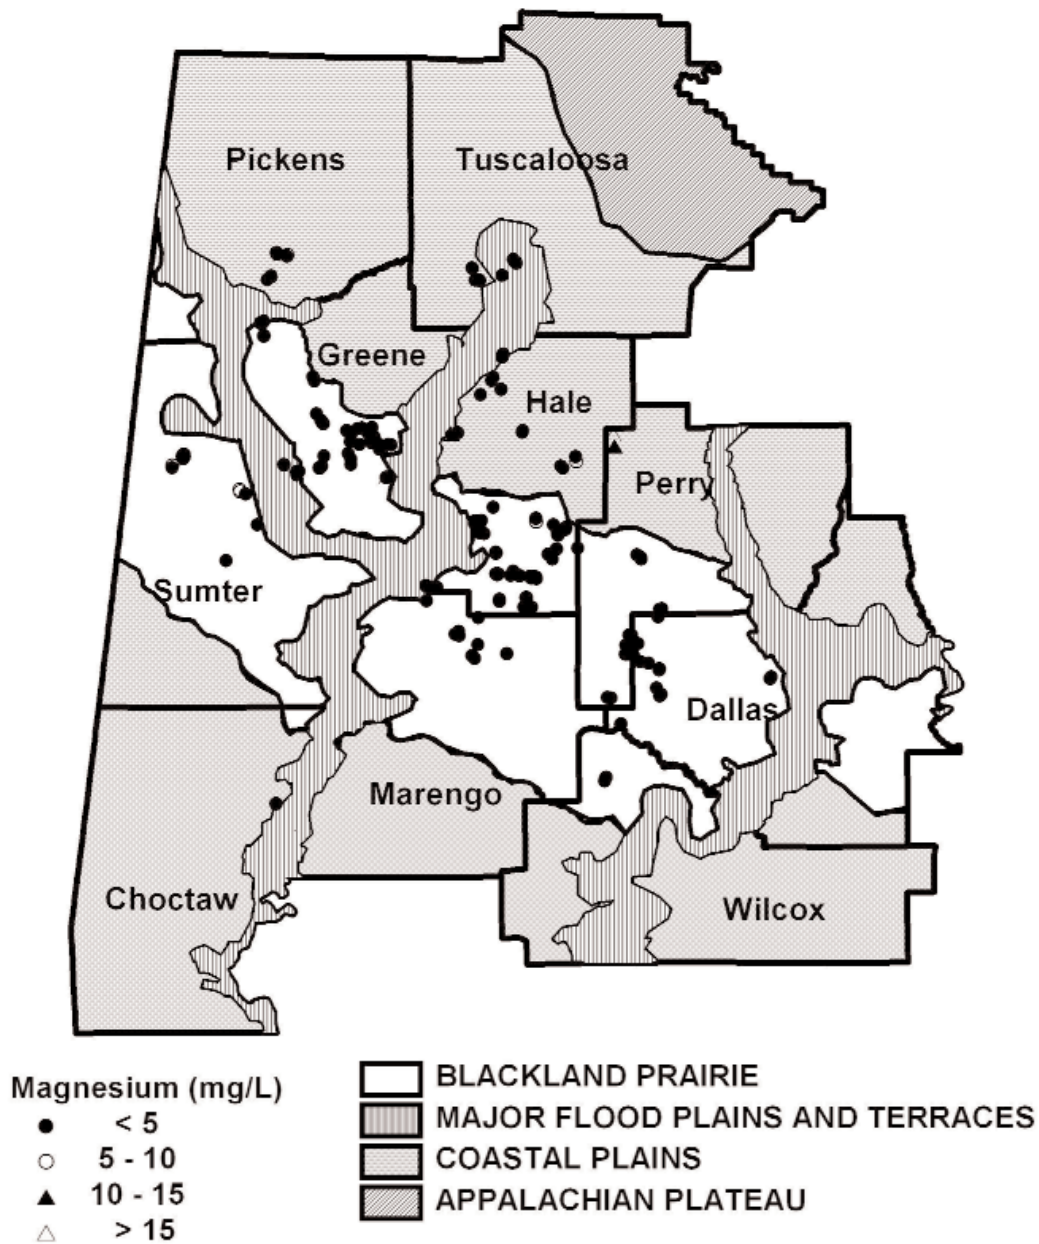 Pickens
Tuscaloosa
Greene
Hale
Perry
Sumter
Dallas
Marengo
Choctaw
Wilcox
Magnesium (mg/L)
< 5
5 - 10
10 - 15
> 15
BLACKLAND PRAIRIE
MAJOR FLOOD PLAINS AND TERRACES
COASTAL PLAINS
APPALACHIAN PLATEAU